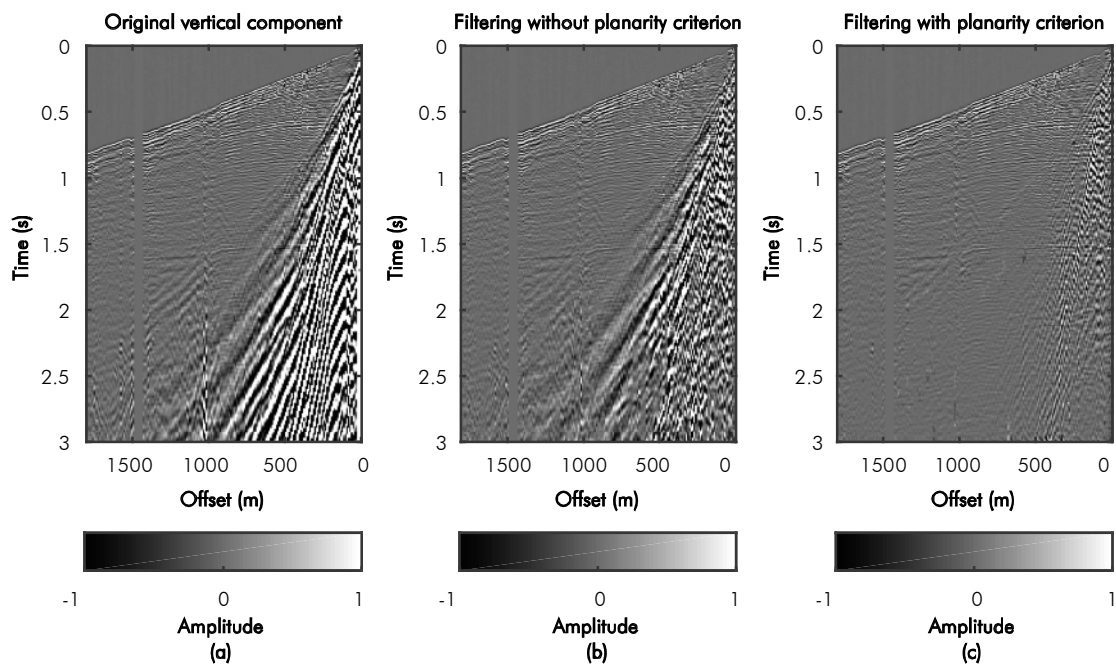 Original vertical component
Filtering without planarity criterion
Filtering with planarity criterion
0
0.5
1
1.5
2
2.5
3
Time (s)
1500 1000 500 0
Offset (m)
0
0.5
1
1.5
2
2.5
3
Time (s)
1500 1000 500 0
Offset (m)
0
0.5
1
1.5
2
2.5
3
Time (s)
1500 1000 500 0
Offset (m)
-1 0 1
Amplitude
(a)
-1 0 1
Amplitude
(b)
-1 0 1
Amplitude
(c)